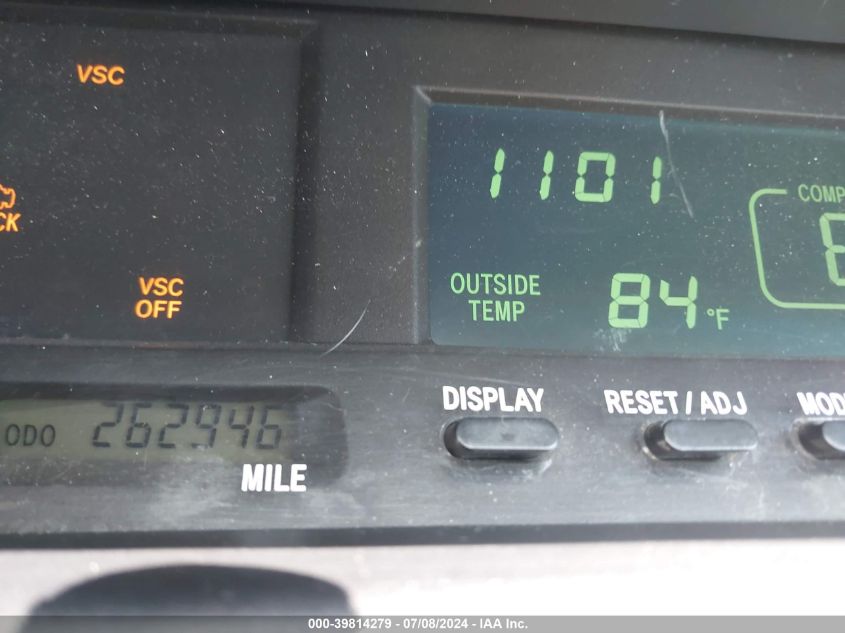 VSC
1101
COMP
CK
VSC
OFF
OUTSIDE
TEMP
84 °F
E
DISPLAY
RESET / ADJ
MOD
ODO 262946
MILE
000-39814279 - 07/08/2024 - IAA Inc.